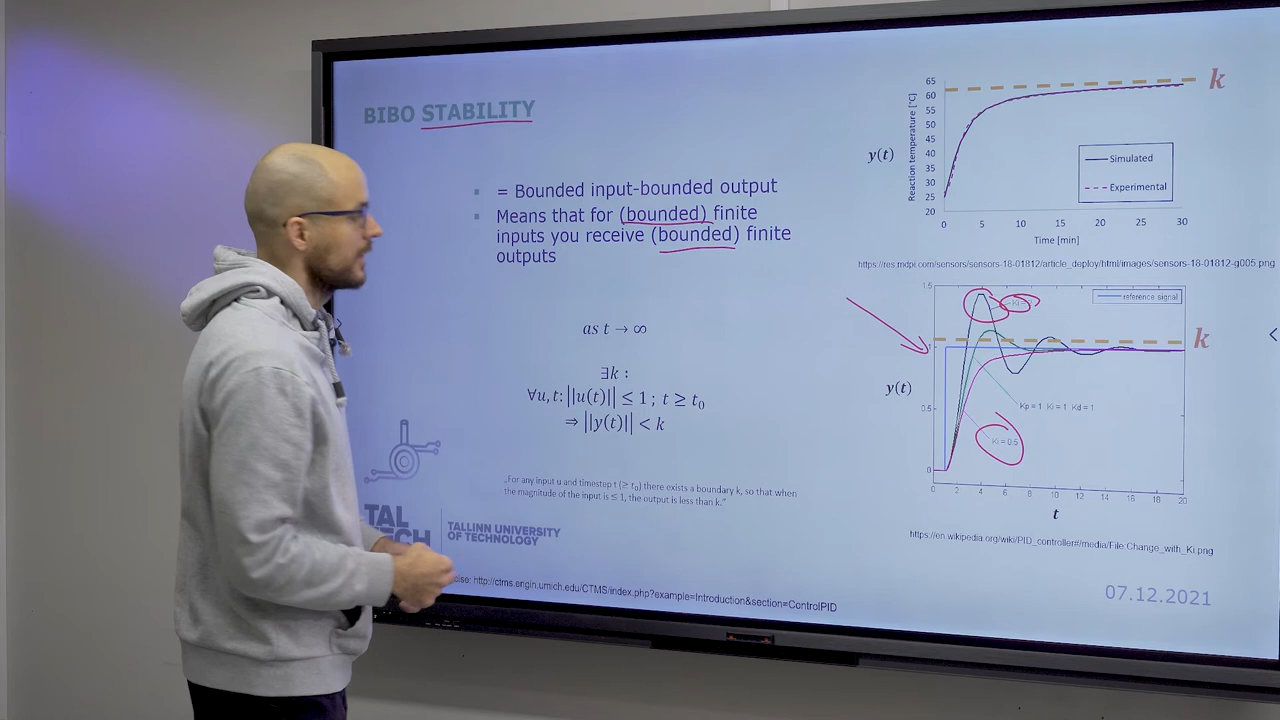 BIBO STABILITY
= Bounded input-bounded output
Means that for (bounded) finite
inputs you receive (bounded) finite
outputs
as t → ∞
∃k :
∀u, t: ||u(t)|| ≤ 1 ; t ≥ t₀
⇒ ||y(t)|| < k
„For any input u and timestep t (≥ t₀) there exists a boundary k, so that when
the magnitude of the input is ≤ 1, the output is less than k.“
TAL
TECH
TALLINN UNIVERSITY
OF TECHNOLOGY
http://ctms.engin.umich.edu/CTMS/index.php?example=Introduction&section=ControlPID
y(t)
Reaction temperature [°C]
65
60
55
50
45
40
35
30
25
20
k
Simulated
Experimental
0 5 10 15 20 25 30
Time [min]
https://res.mdpi.com/sensors/sensors-18-01812/article_deploy/html/images/sensors-18-01812-g005.png
1.5
reference signal
k
1
y(t)
Kp = 1 Ki = 1 Kd = 1
0.5
Ki = 0.5
0
0 2 4 6 8 10 12 14 16 18 20
t
https://en.wikipedia.org/wiki/PID_controller#/media/File:Change_with_Ki.png
07.12.2021